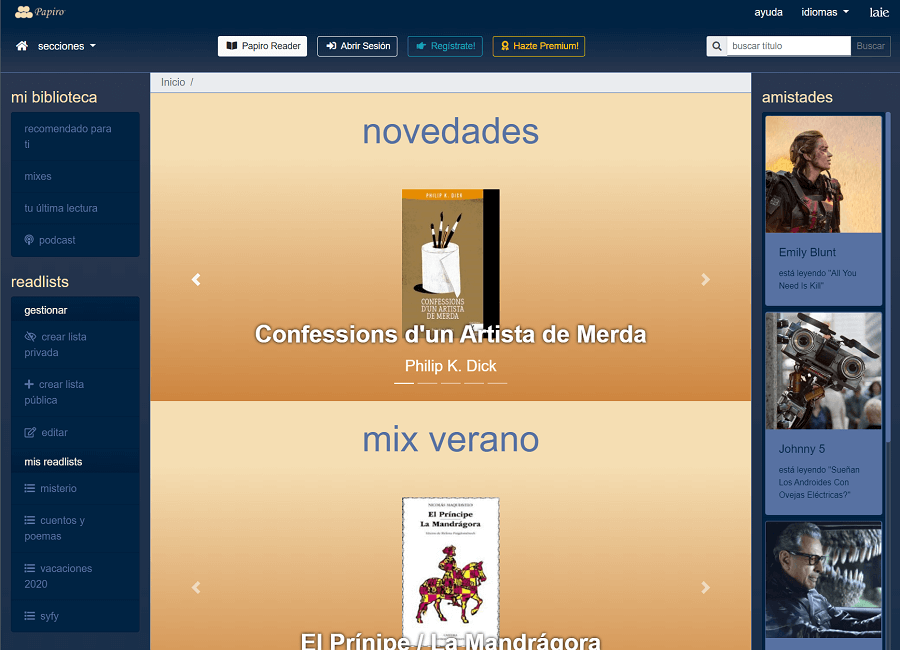 Papiro
ayuda
idiomas
laie
secciones
Papiro Reader
Abrir Sesión
Regístrate!
Hazte Premium!
buscar título
Buscar
mi biblioteca
recomendado para
ti
mixes
tu última lectura
podcast
readlists
gestionar
crear lista
privada
crear lista
pública
editar
mis readlists
misterio
cuentos y
poemas
vacaciones
2020
syfy
Inicio /
novedades
PHILIP K. DICK
CONFESSIONS
D'UN ARTISTA
DE MERDA
Confessions d'un Artista de Merda
Philip K. Dick
mix verano
NICOLÁS MAQUIAVELO
El Príncipe
La Mandrágora
El Prínipe / La Mandrágora
amistades
Emily Blunt
está leyendo "All You
Need Is Kill"
Johnny 5
está leyendo "Sueñan
Los Androides Con
Ovejas Eléctricas?"